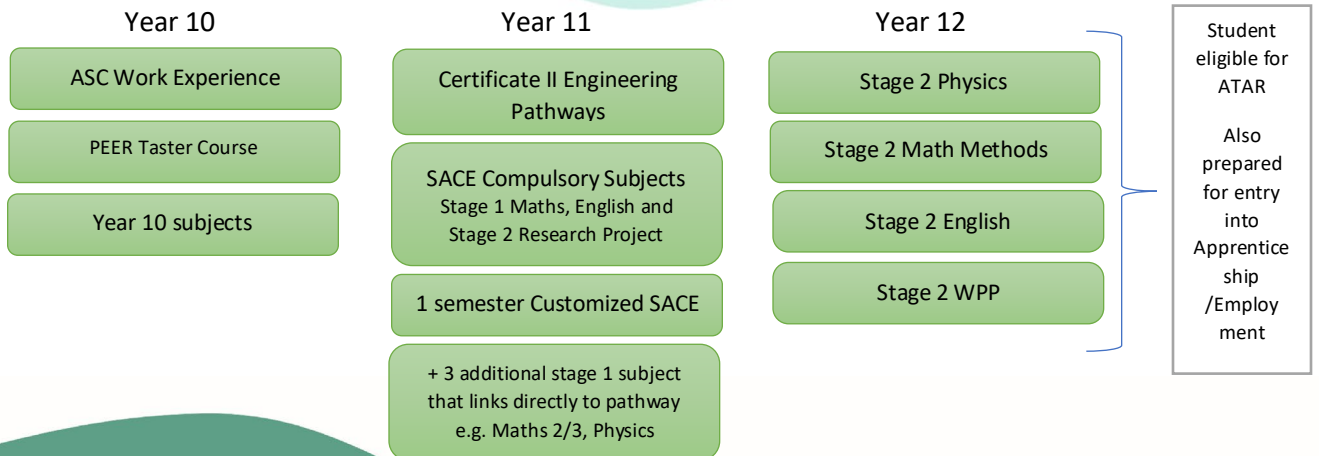 Year 10
ASC Work Experience
PEER Taster Course
Year 10 subjects
Year 11
Certificate II Engineering
Pathways
SACE Compulsory Subjects
Stage 1 Maths, English and
Stage 2 Research Project
1 semester Customized SACE
+ 3 additional stage 1 subject
that links directly to pathway
e.g. Maths 2/3, Physics
Year 12
Stage 2 Physics
Stage 2 Math Methods
Stage 2 English
Stage 2 WPP
Student
eligible for
ATAR
Also
prepared
for entry
into
Apprentice
ship
/Employ
ment